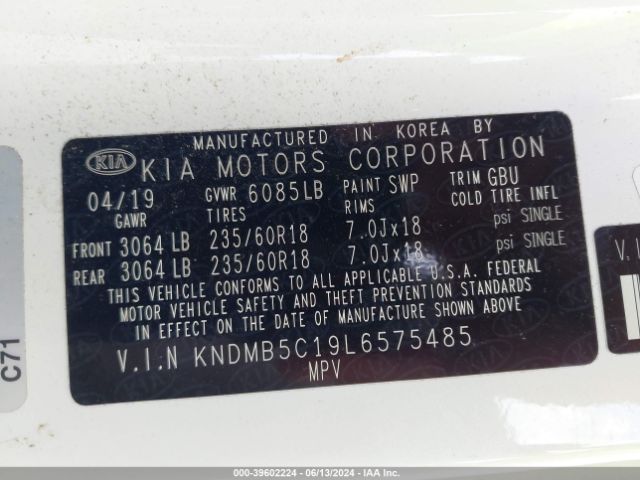 MANUFACTURED IN KOREA BY
KIA KIA MOTORS CORPORATION
04/19 GVWR 6085LB PAINT SWP TRIM GBU
GAWR TIRES RIMS COLD TIRE INFL
FRONT 3064 LB 235/60R18 7.0Jx18 psi SINGLE
REAR 3064 LB 235/60R18 7.0Jx18 psi SINGLE
THIS VEHICLE CONFORMS TO ALL APPLICABLE U.S.A. FEDERAL
MOTOR VEHICLE SAFETY AND THEFT PREVENTION STANDARDS
IN EFFECT ON THE DATE OF MANUFACTURE SHOWN ABOVE
V.I.N KNDMB5C19L6575485
MPV
C71
V.I
000-39602224 - 06/13/2024 - IAA Inc.